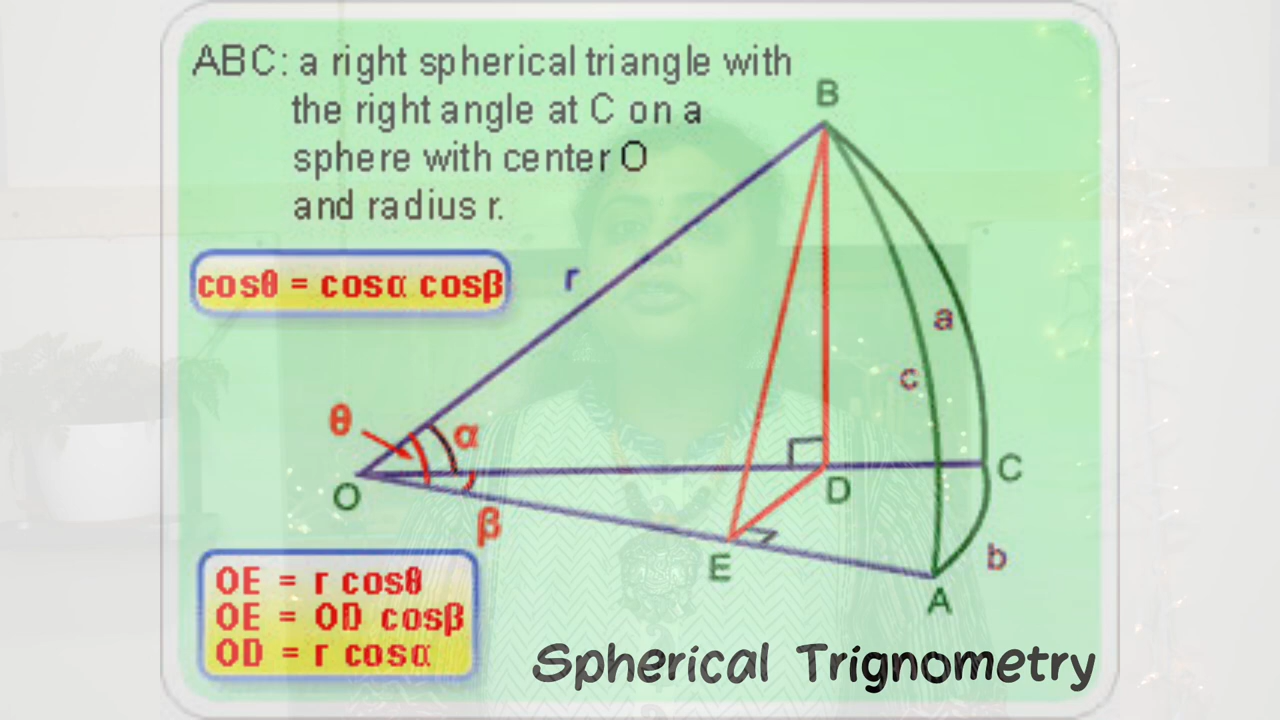 ABC: a right spherical triangle with
the right angle at C on a
sphere with center O
and radius r.
cosθ = cosα cosβ
B
r
a
c
θ
α
O
β
D
C
E
b
A
OE = r cosθ
OE = OD cosβ
OD = r cosα
Spherical Trignometry